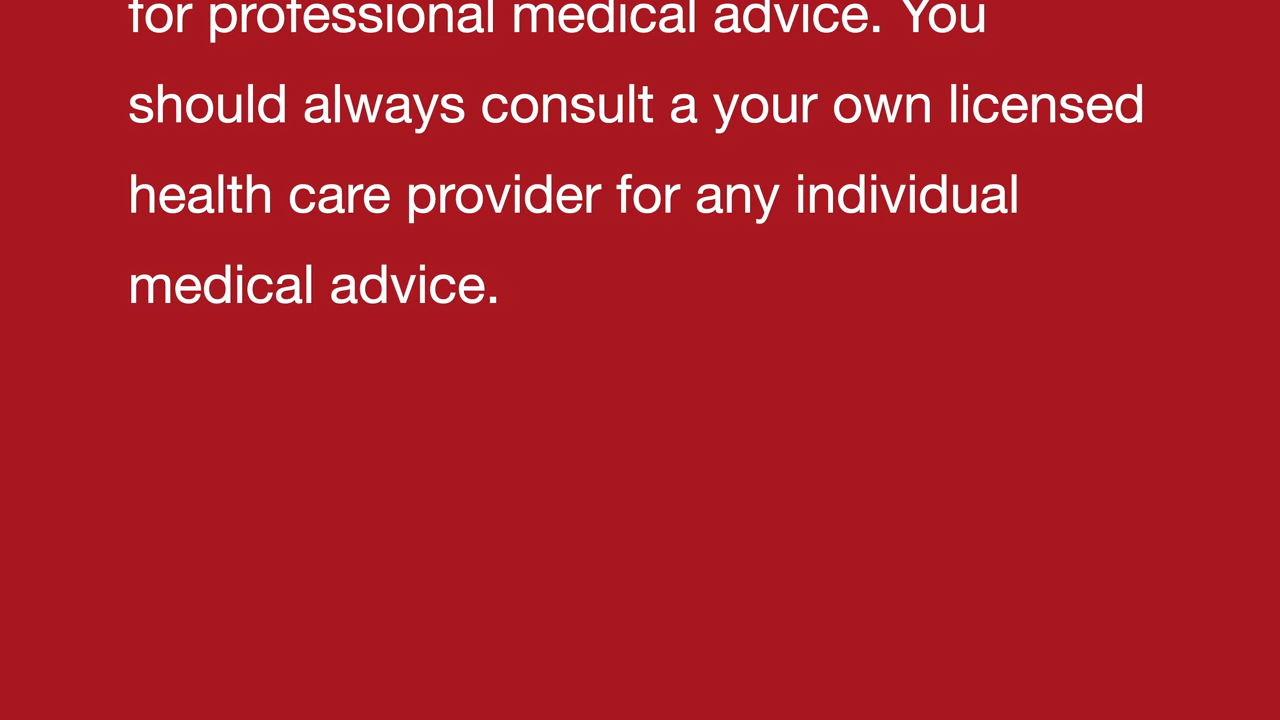 for professional medical advice. You
should always consult a your own licensed
health care provider for any individual
medical advice.